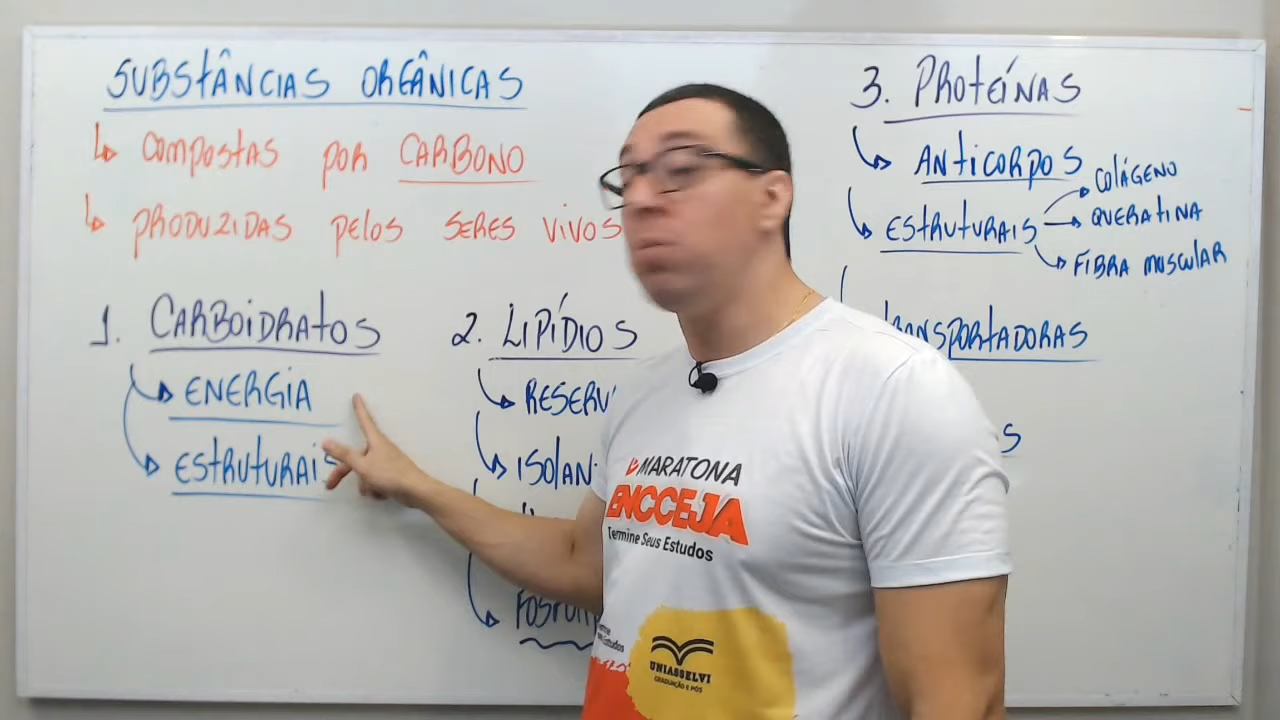 SUBSTÂNCIAS ORGÂNICAS
COMPOSTAS POR CARBONO
PRODUZIDAS PELOS SERES VIVOS
1. CARBOIDRATOS
ENERGIA
ESTRUTURAIS
2. LIPÍDIOS
3. PROTEÍNAS
ANTICORPOS
ESTRUTURAIS
COLÁGENO
QUERATINA
FIBRA MUSCULAR
TRANSPORTADORAS
MARATONA
ENCCEJA
Termine Seus Estudos
UNIASSELVI
GRADUAÇÃO E PÓS